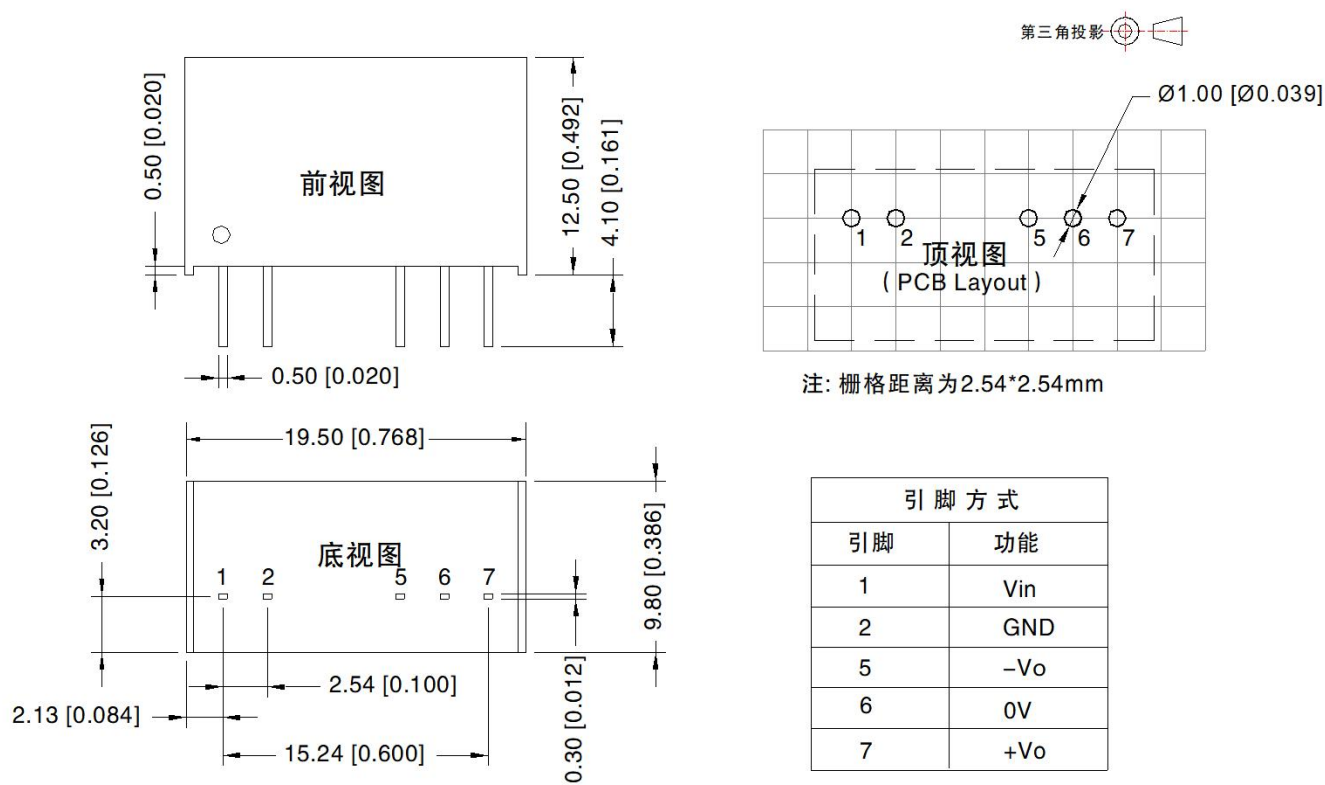 第三角投影
Ø1.00 [Ø0.039]
0.50 [0.020]
12.50 [0.492]
4.10 [0.161]
前视图
0.50 [0.020]
1
2
5
6
7
顶视图
( PCB Layout )
注: 栅格距离为2.54*2.54mm
19.50 [0.768]
3.20 [0.126]
9.80 [0.386]
底视图
1 2 5 6 7
2.54 [0.100]
2.13 [0.084]
15.24 [0.600]
0.30 [0.012]
引 脚 方 式
引脚 功能
1 Vin
2 GND
5 –Vo
6 0V
7 +Vo